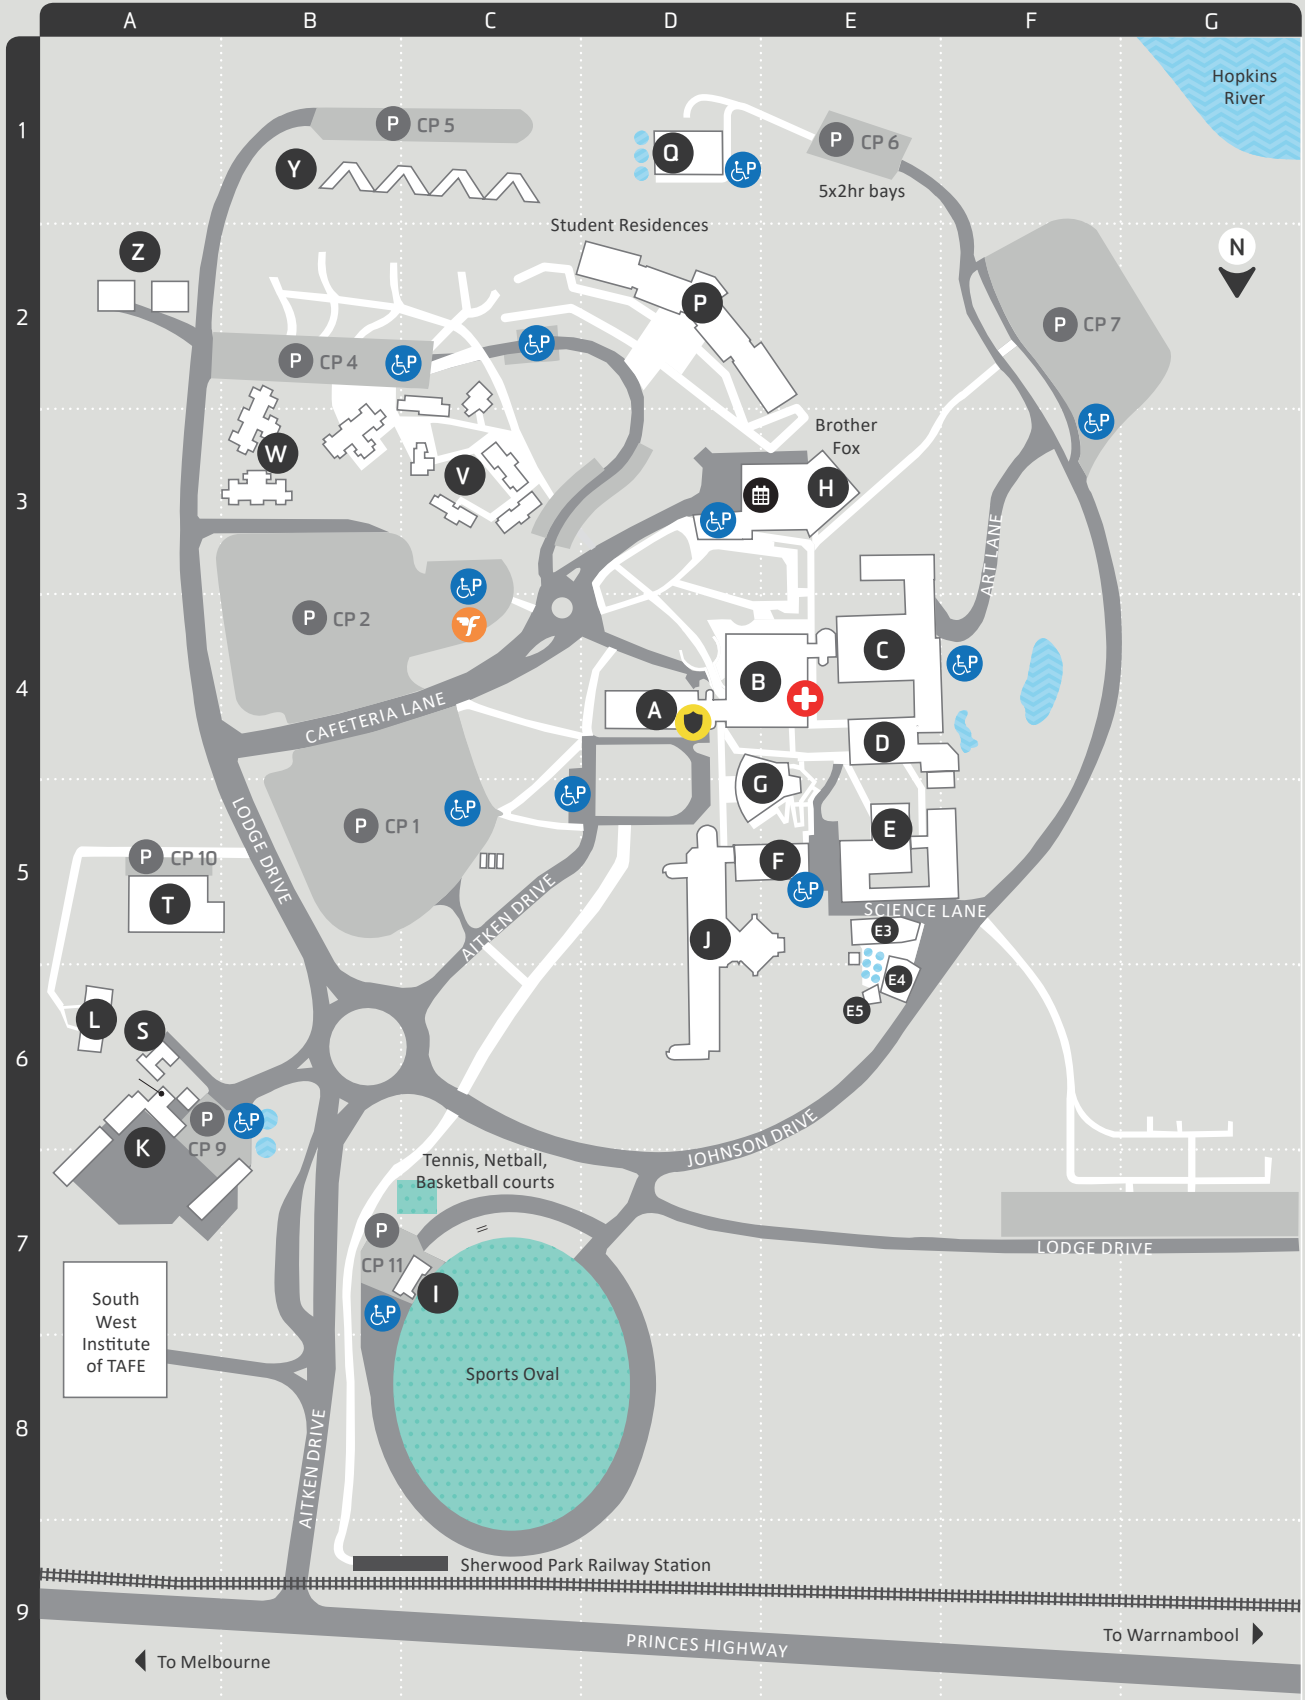 A B C D E F G
1
2
3
4
5
6
7
8
9
Hopkins
River
P CP 5
Y
Q
P
P CP 6
5x2hr bays
Student Residences
Z
N
P
P CP 7
P CP 4
P
P
P
Brother
Fox
W
V
H
P
ART LANE
P
P CP 2
C
P
B
A
D
CAFETERIA LANE
G
P
P
LODGE DRIVE
P CP 1
E
P CP 10
F
P
T
AITKEN DRIVE
SCIENCE LANE
J
E3
E4
E5
L
S
P
P
CP 9
K
JOHNSON DRIVE
Tennis, Netball,
Basketball courts
P
CP 11
I
P
LODGE DRIVE
South
West
Institute
of TAFE
Sports Oval
AITKEN DRIVE
Sherwood Park Railway Station
PRINCES HIGHWAY
To Warrnambool
To Melbourne